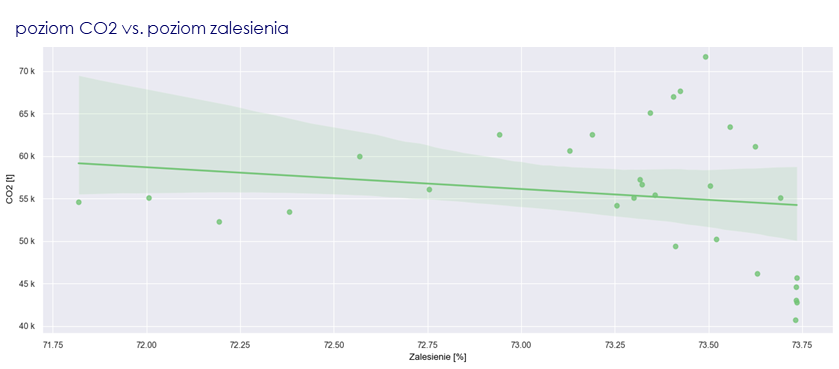 poziom CO2 vs. poziom zalesienia
70 k
65 k
60 k
55 k
50 k
45 k
40 k
CO2 [t]
71.75 72.00 72.25 72.50 72.75 73.00 73.25 73.50 73.75
Zalesienie [%]